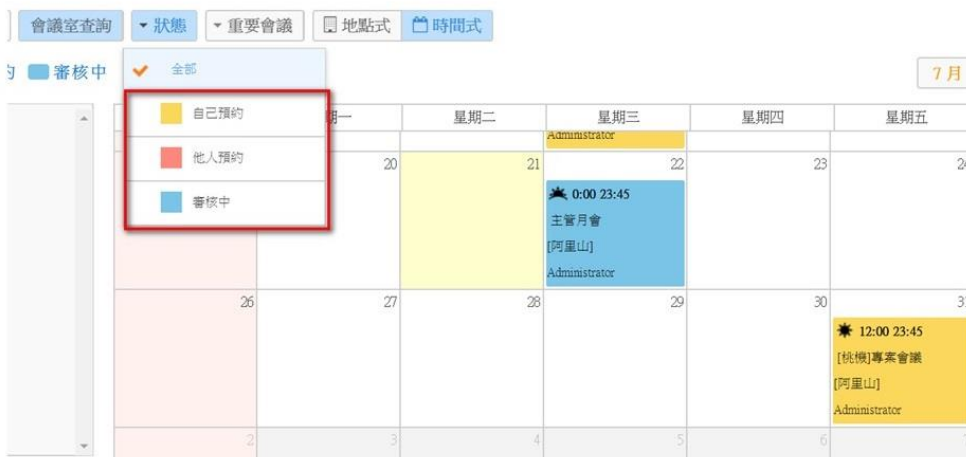 會議室查詢 狀態 重要會議 地點式 時間式
審核中 全部 7月
自己預約
他人預約
審核中
星期二 星期三 星期四 星期五
Administrator
20 21 22 23
0:00 23:45
主管月會
[阿里山]
Administrator
26 27 28 29 30
12:00 23:45
[桃機]專案會議
[阿里山]
Administrator
2 3 4 5 6